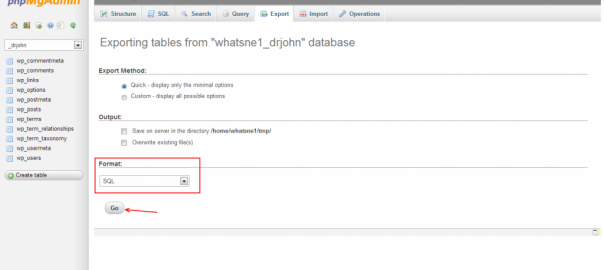 phpMyAdmin
Structure SQL Search Query Export Import Operations
_drjohn
wp_commentmeta
wp_comments
wp_links
wp_options
wp_postmeta
wp_posts
wp_terms
wp_term_relationships
wp_term_taxonomy
wp_usermeta
wp_users
Create table
Exporting tables from "whatsne1_drjohn" database
Export Method:
Quick - display only the minimal options
Custom - display all possible options
Output:
Save on server in the directory /home/whatsne1/tmp/
Overwrite existing file(s)
Format:
SQL
Go